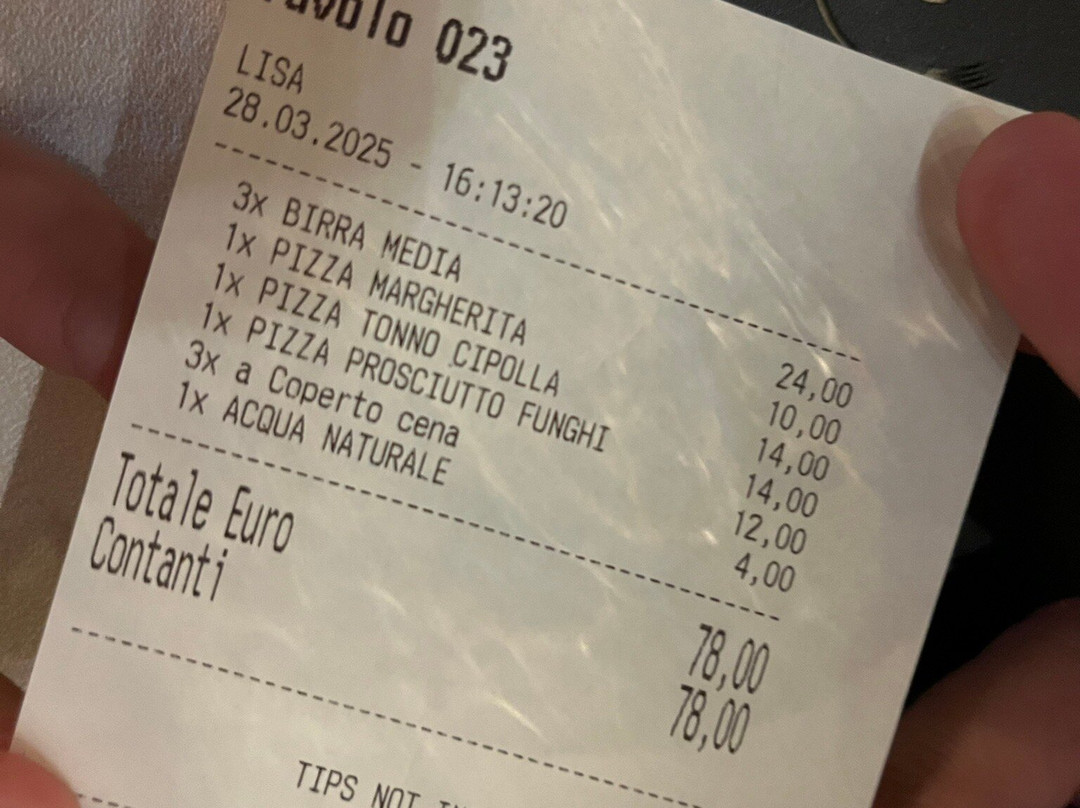 Tavolo 023
LISA
28.03.2025 - 16:13:20
3x BIRRA MEDIA 24,00
1x PIZZA MARGHERITA 10,00
1x PIZZA TONNO CIPOLLA 14,00
1x PIZZA PROSCIUTTO FUNGHI 14,00
3x a Coperto cena 12,00
1x ACQUA NATURALE 4,00
Totale Euro 78,00
Contanti 78,00
TIPS NOT